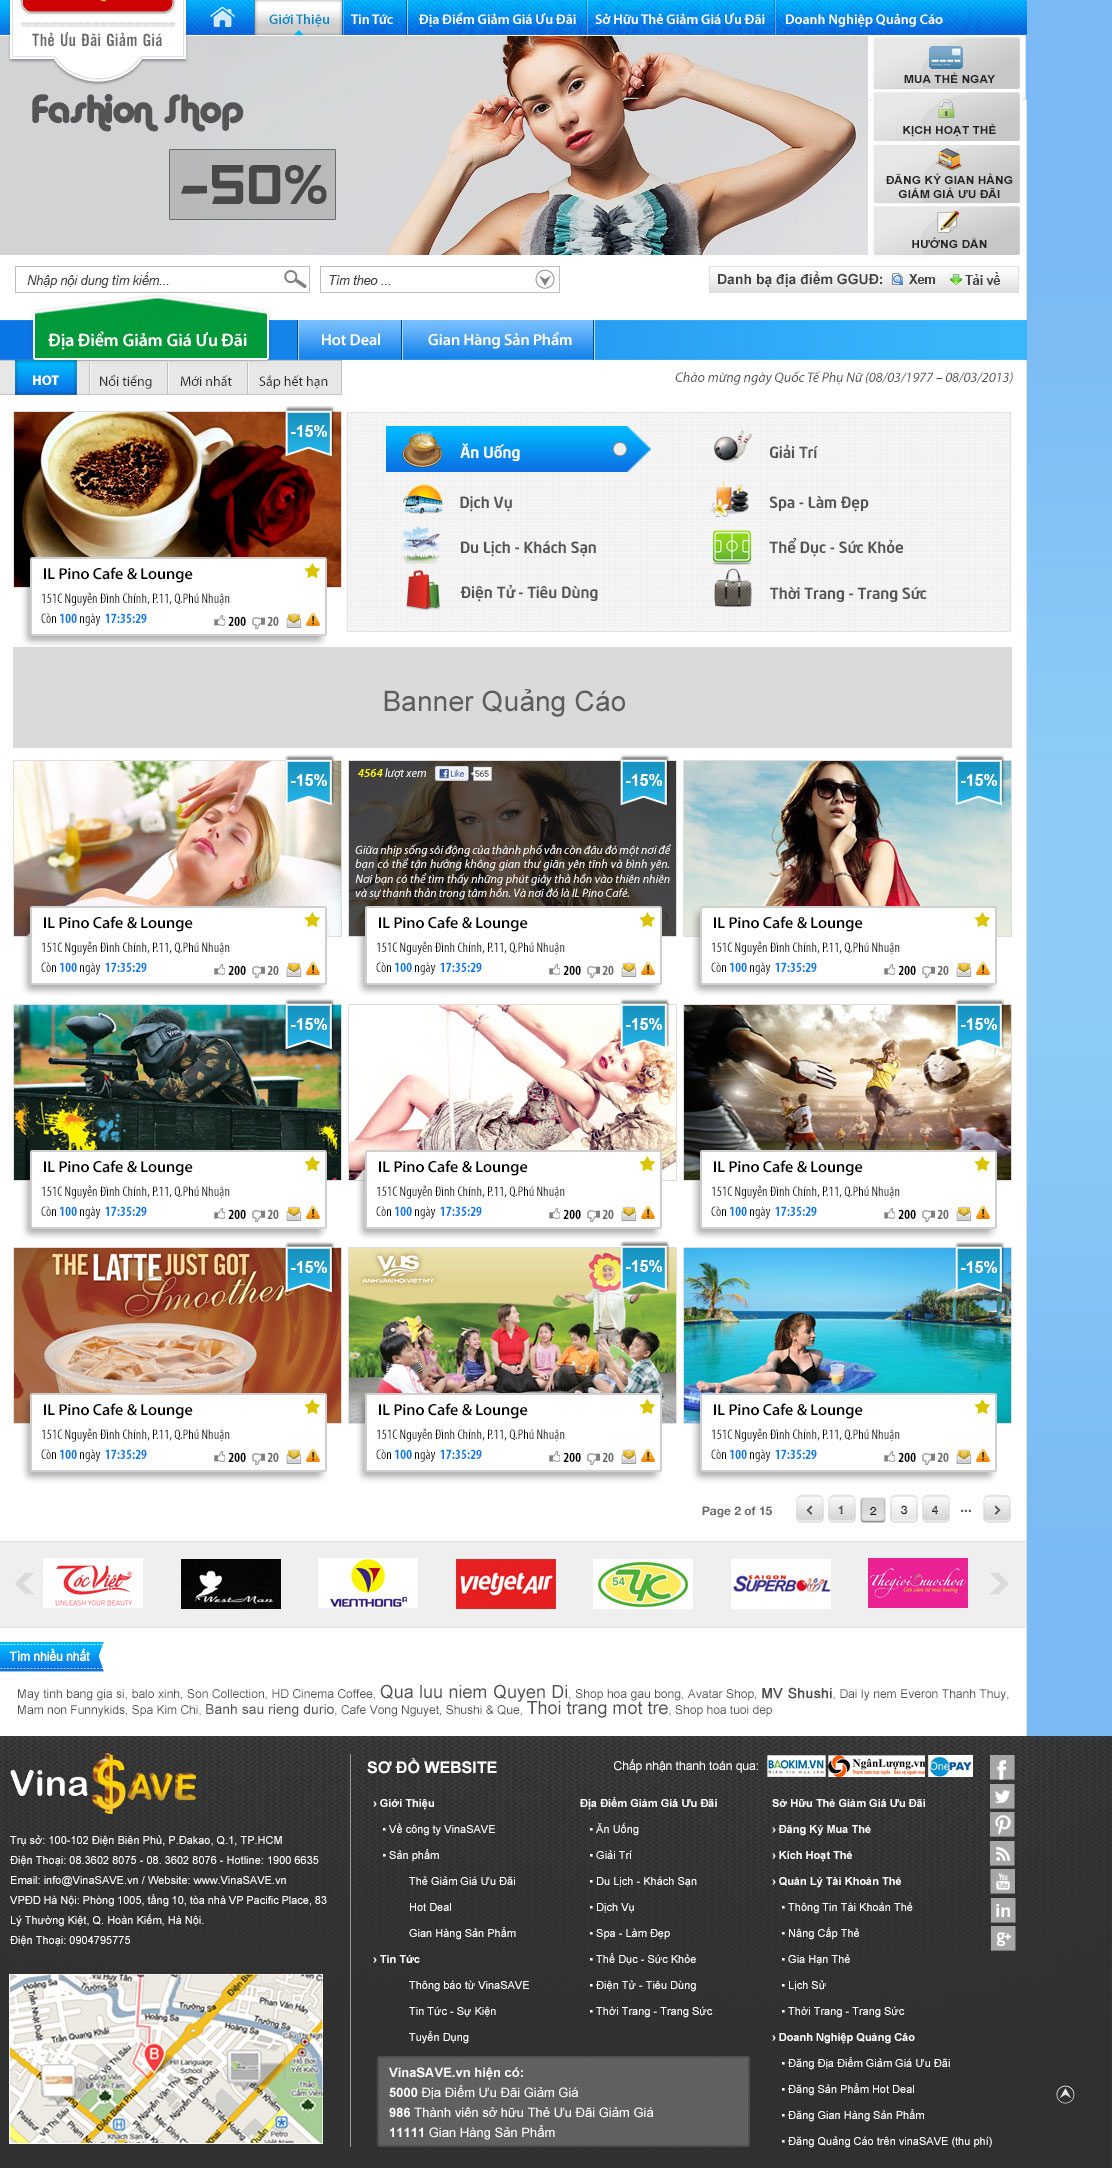 Giới Thiệu
Tin Tức
Địa Điểm Giảm Giá Ưu Đãi
Sở Hữu Thẻ Giảm Giá Ưu Đãi
Doanh Nghiệp Quảng Cáo
Thẻ Ưu Đãi Giảm Giá
Fashion Shop
-50%
MUA THẺ NGAY
KỊCH HOẠT THẺ
ĐĂNG KÝ GIAN HÀNG
GIẢM GIÁ ƯU ĐÃI
HƯỚNG DẪN
Nhập nội dung tìm kiếm...
Tìm theo ...
Danh bạ địa điểm GGUĐ: Xem Tải về
Địa Điểm Giảm Giá Ưu Đãi
Hot Deal
Gian Hàng Sản Phẩm
HOT
Nổi tiếng
Mới nhất
Sắp hết hạn
Chào mừng ngày Quốc Tế Phụ Nữ (08/03/1977 – 08/03/2013)
-15%
IL Pino Cafe & Lounge
151C Nguyễn Đình Chính, P.11, Q.Phú Nhuận
Còn 100 ngày 17:35:29 200 20
Ăn Uống
Giải Trí
Dịch Vụ
Spa - Làm Đẹp
Du Lịch - Khách Sạn
Thể Dục - Sức Khỏe
Điện Tử - Tiêu Dùng
Thời Trang - Trang Sức
Banner Quảng Cáo
-15%
IL Pino Cafe & Lounge
151C Nguyễn Đình Chính, P.11, Q.Phú Nhuận
Còn 100 ngày 17:35:29 200 20
4564 lượt xem Like 565
-15%
Giữa nhịp sống sôi động của thành phố vẫn còn đâu đó một nơi để
bạn có thể tận hưởng không gian thư giãn yên tĩnh và bình yên.
Nơi bạn có thể tìm thấy những phút giây thả hồn vào thiên nhiên
và sự thanh thản trong tâm hồn. Và nơi đó là IL Pino Café.
IL Pino Cafe & Lounge
151C Nguyễn Đình Chính, P.11, Q.Phú Nhuận
Còn 100 ngày 17:35:29 200 20
-15%
IL Pino Cafe & Lounge
151C Nguyễn Đình Chính, P.11, Q.Phú Nhuận
Còn 100 ngày 17:35:29 200 20
-15%
IL Pino Cafe & Lounge
151C Nguyễn Đình Chính, P.11, Q.Phú Nhuận
Còn 100 ngày 17:35:29 200 20
-15%
IL Pino Cafe & Lounge
151C Nguyễn Đình Chính, P.11, Q.Phú Nhuận
Còn 100 ngày 17:35:29 200 20
-15%
IL Pino Cafe & Lounge
151C Nguyễn Đình Chính, P.11, Q.Phú Nhuận
Còn 100 ngày 17:35:29 200 20
THE LATTE JUST GOT
Smoother
-15%
IL Pino Cafe & Lounge
151C Nguyễn Đình Chính, P.11, Q.Phú Nhuận
Còn 100 ngày 17:35:29 200 20
VUS
ANH VĂN HỘI VIỆT MỸ
-15%
IL Pino Cafe & Lounge
151C Nguyễn Đình Chính, P.11, Q.Phú Nhuận
Còn 100 ngày 17:35:29 200 20
-15%
IL Pino Cafe & Lounge
151C Nguyễn Đình Chính, P.11, Q.Phú Nhuận
Còn 100 ngày 17:35:29 200 20
Page 2 of 15 1 2 3 4 ...
Tóc Việt
UNLEASH YOUR BEAUTY
West Man
VIENTHONGA
vietjetAir
54
SAIGON
SUPERBOWL
Thegioinuochoa
Tìm nhiều nhất
May tinh bang gia si, balo xinh, Son Collection, HD Cinema Coffee, Qua luu niem Quyen Di, Shop hoa gau bong, Avatar Shop, MV Shushi, Dai ly nem Everon Thanh Thuy,
Mam non Funnykids, Spa Kim Chi, Banh sau rieng durio, Cafe Vong Nguyet, Shushi & Que, Thoi trang mot tre, Shop hoa tuoi dep
Vina$AVE
Trụ sở: 100-102 Điện Biên Phủ, P.Đakao, Q.1, TP.HCM
Điện Thoại: 08.3602 8075 - 08. 3602 8076 - Hotline: 1900 6635
Email: info@VinaSAVE.vn / Website: www.VinaSAVE.vn
VPĐD Hà Nội: Phòng 1005, tầng 10, tòa nhà VP Pacific Place, 83
Lý Thường Kiệt, Q. Hoàn Kiếm, Hà Nội.
Điện Thoại: 0904795775
SƠ ĐỒ WEBSITE
Chấp nhận thanh toán qua:
BAOKIM.VN
NgânLượng.vn
OnePAY
› Giới Thiệu
▪ Về công ty VinaSAVE
▪ Sản phẩm
Thẻ Giảm Giá Ưu Đãi
Hot Deal
Gian Hàng Sản Phẩm
› Tin Tức
Thông báo từ VinaSAVE
Tin Tức - Sự Kiện
Tuyển Dụng
Địa Điểm Giảm Giá Ưu Đãi
▪ Ăn Uống
▪ Giải Trí
▪ Du Lịch - Khách Sạn
▪ Dịch Vụ
▪ Spa - Làm Đẹp
▪ Thể Dục - Sức Khỏe
▪ Điện Tử - Tiêu Dùng
▪ Thời Trang - Trang Sức
Sở Hữu Thẻ Giảm Giá Ưu Đãi
› Đăng Ký Mua Thẻ
› Kích Hoạt Thẻ
› Quản Lý Tài Khoản Thẻ
▪ Thông Tin Tài Khoản Thẻ
▪ Nâng Cấp Thẻ
▪ Gia Hạn Thẻ
▪ Lịch Sử
▪ Thời Trang - Trang Sức
› Doanh Nghiệp Quảng Cáo
▪ Đăng Địa Điểm Giảm Giá Ưu Đãi
▪ Đăng Sản Phẩm Hot Deal
▪ Đăng Gian Hàng Sản Phẩm
▪ Đăng Quảng Cáo trên vinaSAVE (thu phí)
VinaSAVE.vn hiện có:
5000 Địa Điểm Ưu Đãi Giảm Giá
986 Thành viên sở hữu Thẻ Ưu Đãi Giảm Giá
11111 Gian Hàng Sản Phẩm